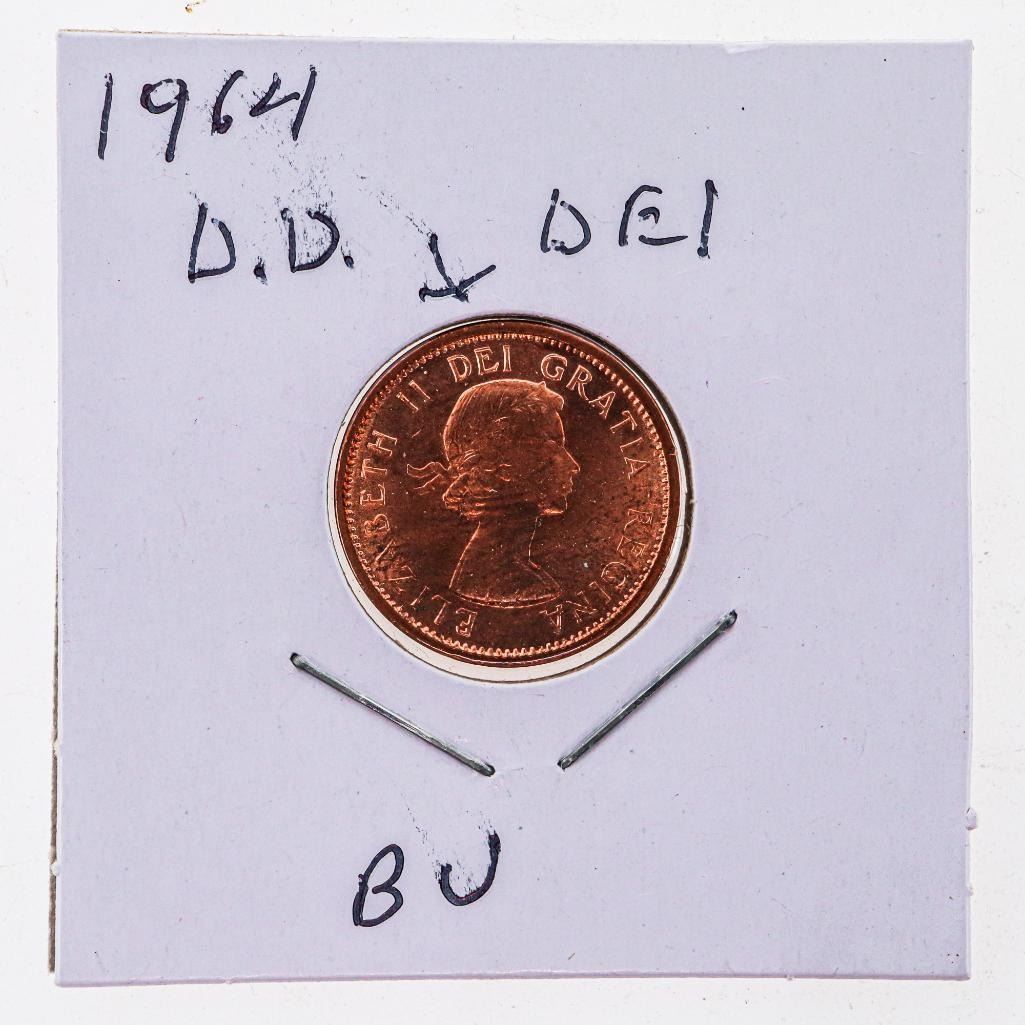 1964
D.D. DEI
ELIZABETH II DEI GRATIA REGINA
BU